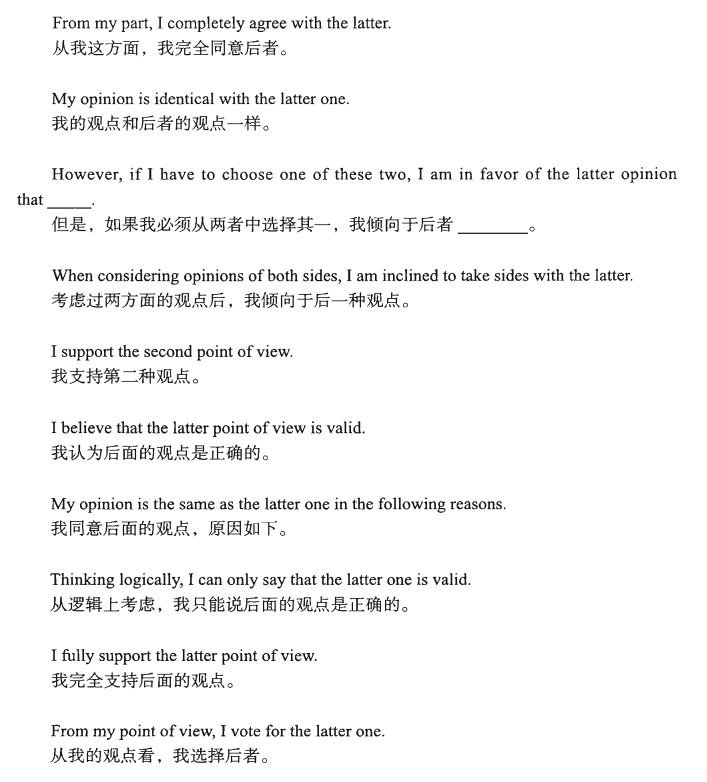 From my part, I completely agree with the latter.
从我这方面，我完全同意后者。
My opinion is identical with the latter one.
我的观点和后者的观点一样。
However, if I have to choose one of these two, I am in favor of the latter opinion
that _____.
但是，如果我必须从两者中选择其一，我倾向于后者 ________。
When considering opinions of both sides, I am inclined to take sides with the latter.
考虑过两方面的观点后，我倾向于后一种观点。
I support the second point of view.
我支持第二种观点。
I believe that the latter point of view is valid.
我认为后面的观点是正确的。
My opinion is the same as the latter one in the following reasons.
我同意后面的观点，原因如下。
Thinking logically, I can only say that the latter one is valid.
从逻辑上考虑，我只能说后面的观点是正确的。
I fully support the latter point of view.
我完全支持后面的观点。
From my point of view, I vote for the latter one.
从我的观点看，我选择后者。